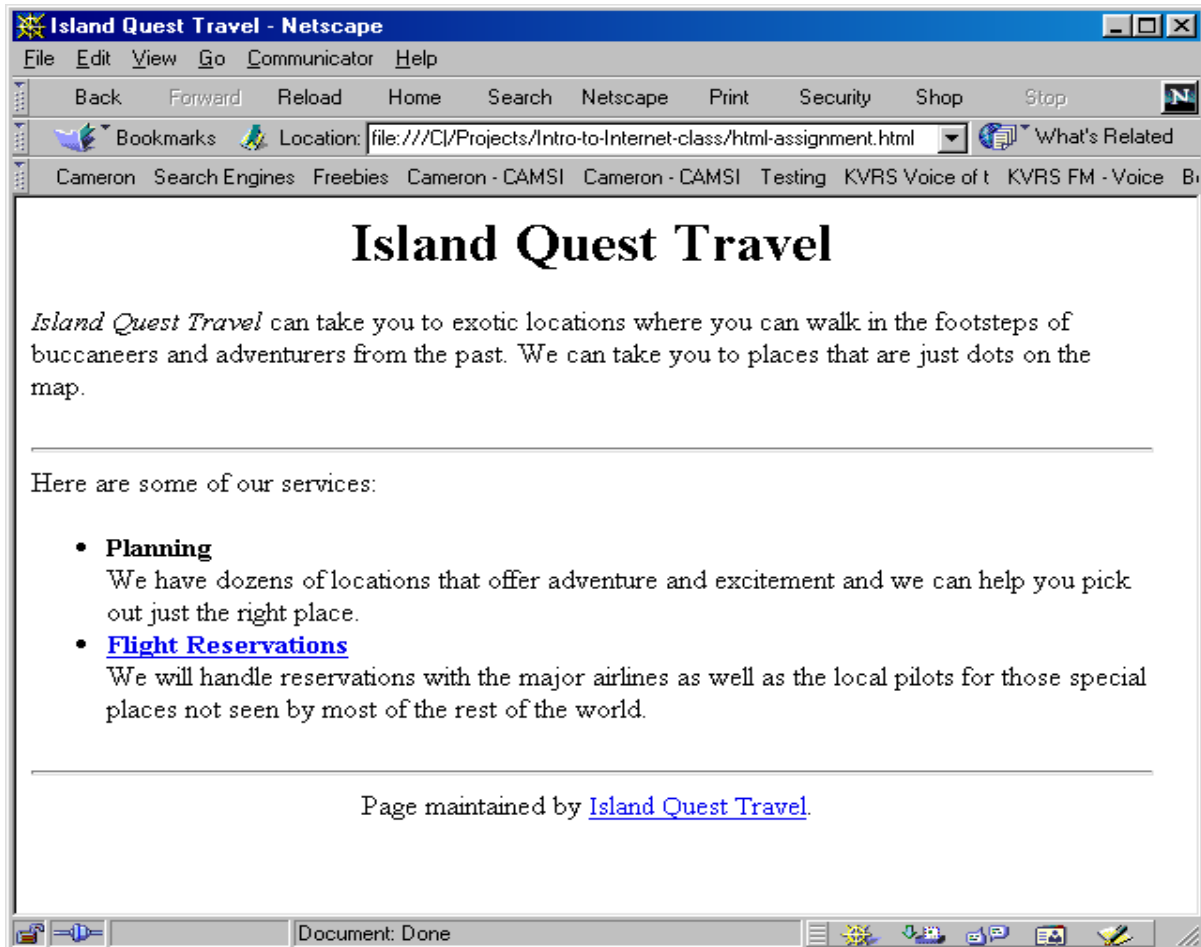 Island Quest Travel - Netscape
File Edit View Go Communicator Help
Back Forward Reload Home Search Netscape Print Security Shop Stop N
Bookmarks Location: file:///C|/Projects/Intro-to-Internet-class/html-assignment.html What's Related
Cameron Search Engines Freebies Cameron - CAMSI Cameron - CAMSI Testing KVRS Voice of t KVRS FM - Voice
Island Quest Travel
Island Quest Travel can take you to exotic locations where you can walk in the footsteps of
buccaneers and adventurers from the past. We can take you to places that are just dots on the
map.
Here are some of our services:
• Planning
We have dozens of locations that offer adventure and excitement and we can help you pick
out just the right place.
• Flight Reservations
We will handle reservations with the major airlines as well as the local pilots for those special
places not seen by most of the rest of the world.
Page maintained by Island Quest Travel.
Document: Done